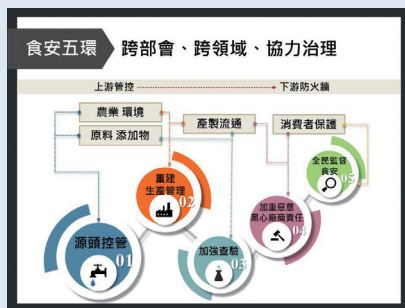 食安五環
跨部會、跨領域、協力治理
上游管控
下游防火牆
農業 環境
原料 添加物
產製流通
消費者保護
源頭控管
01
重建
生產管理
02
加強查驗
03
加重惡意
黑心廠商責任
04
全民監督
食安
05